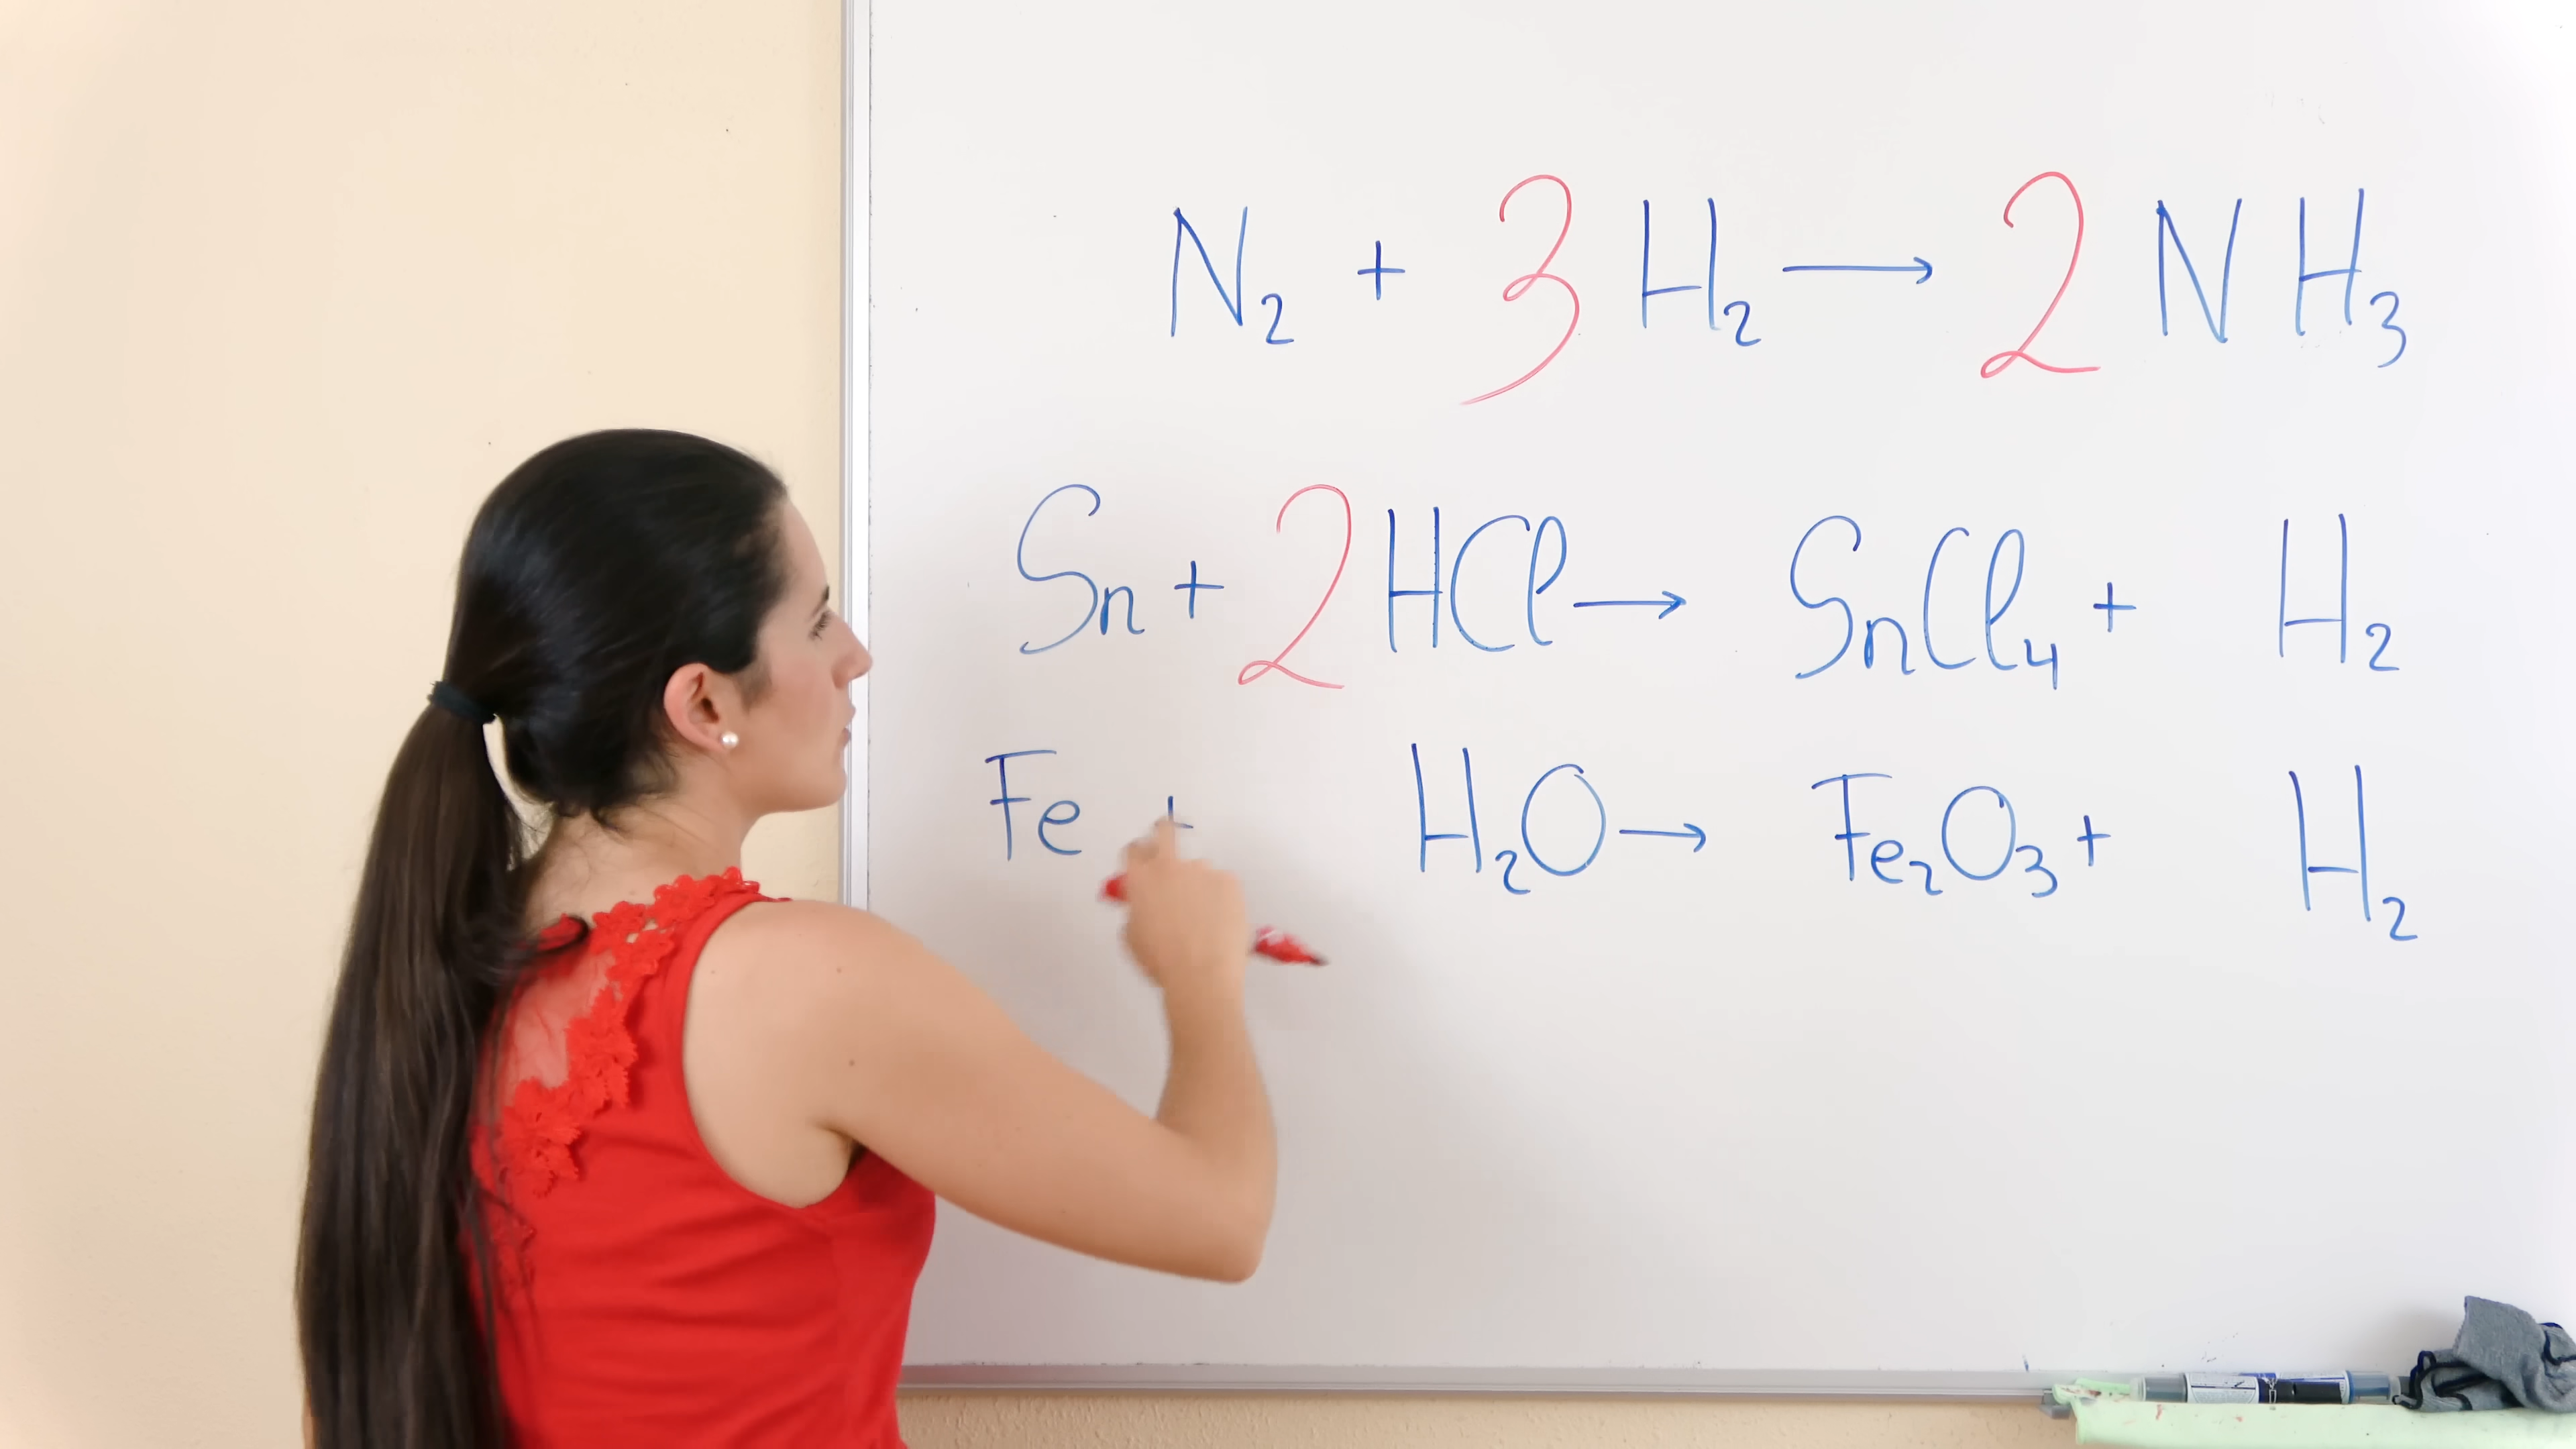 N₂ + 3 H₂ → 2 NH₃
Sn + 2 HCl → SnCl₄ + H₂
Fe + H₂O → Fe₂O₃ + H₂